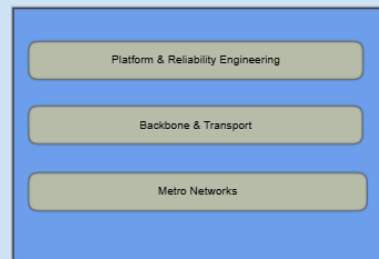 Platform & Reliability Engineering
Backbone & Transport
Metro Networks